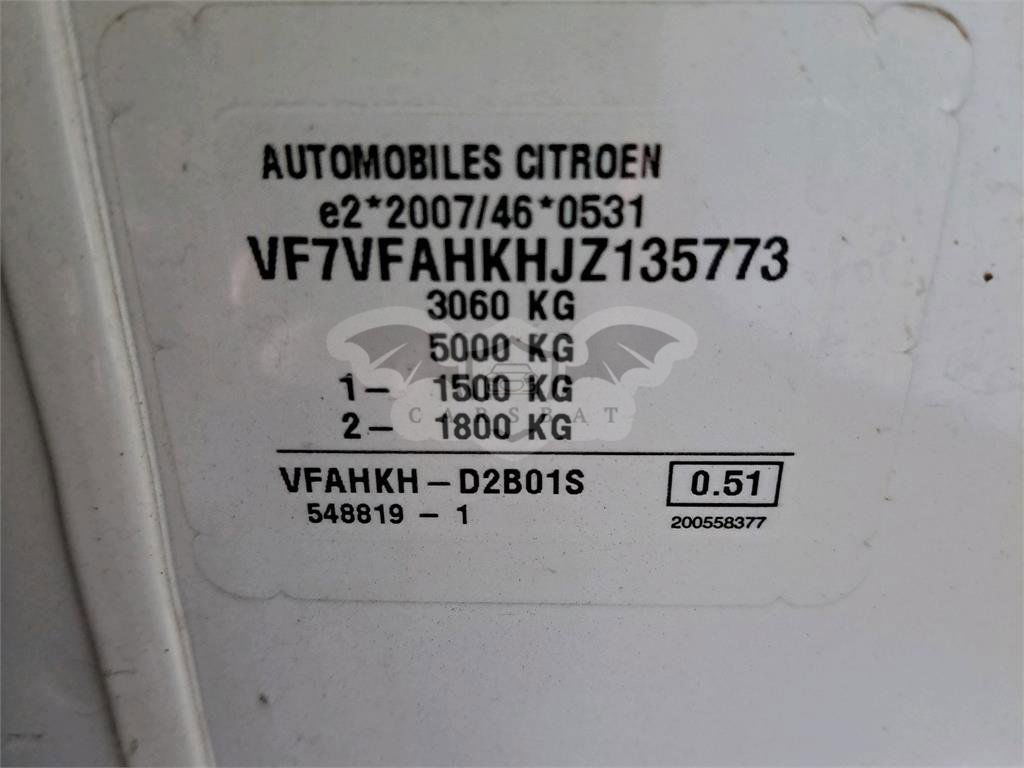 AUTOMOBILES CITROEN
e2*2007/46*0531
VF7VFAHKHJZ135773
3060 KG
5000 KG
1- 1500 KG
2- 1800 KG
CARSBAT
VFAHKH-D2B01S
0.51
548819-1
200558377